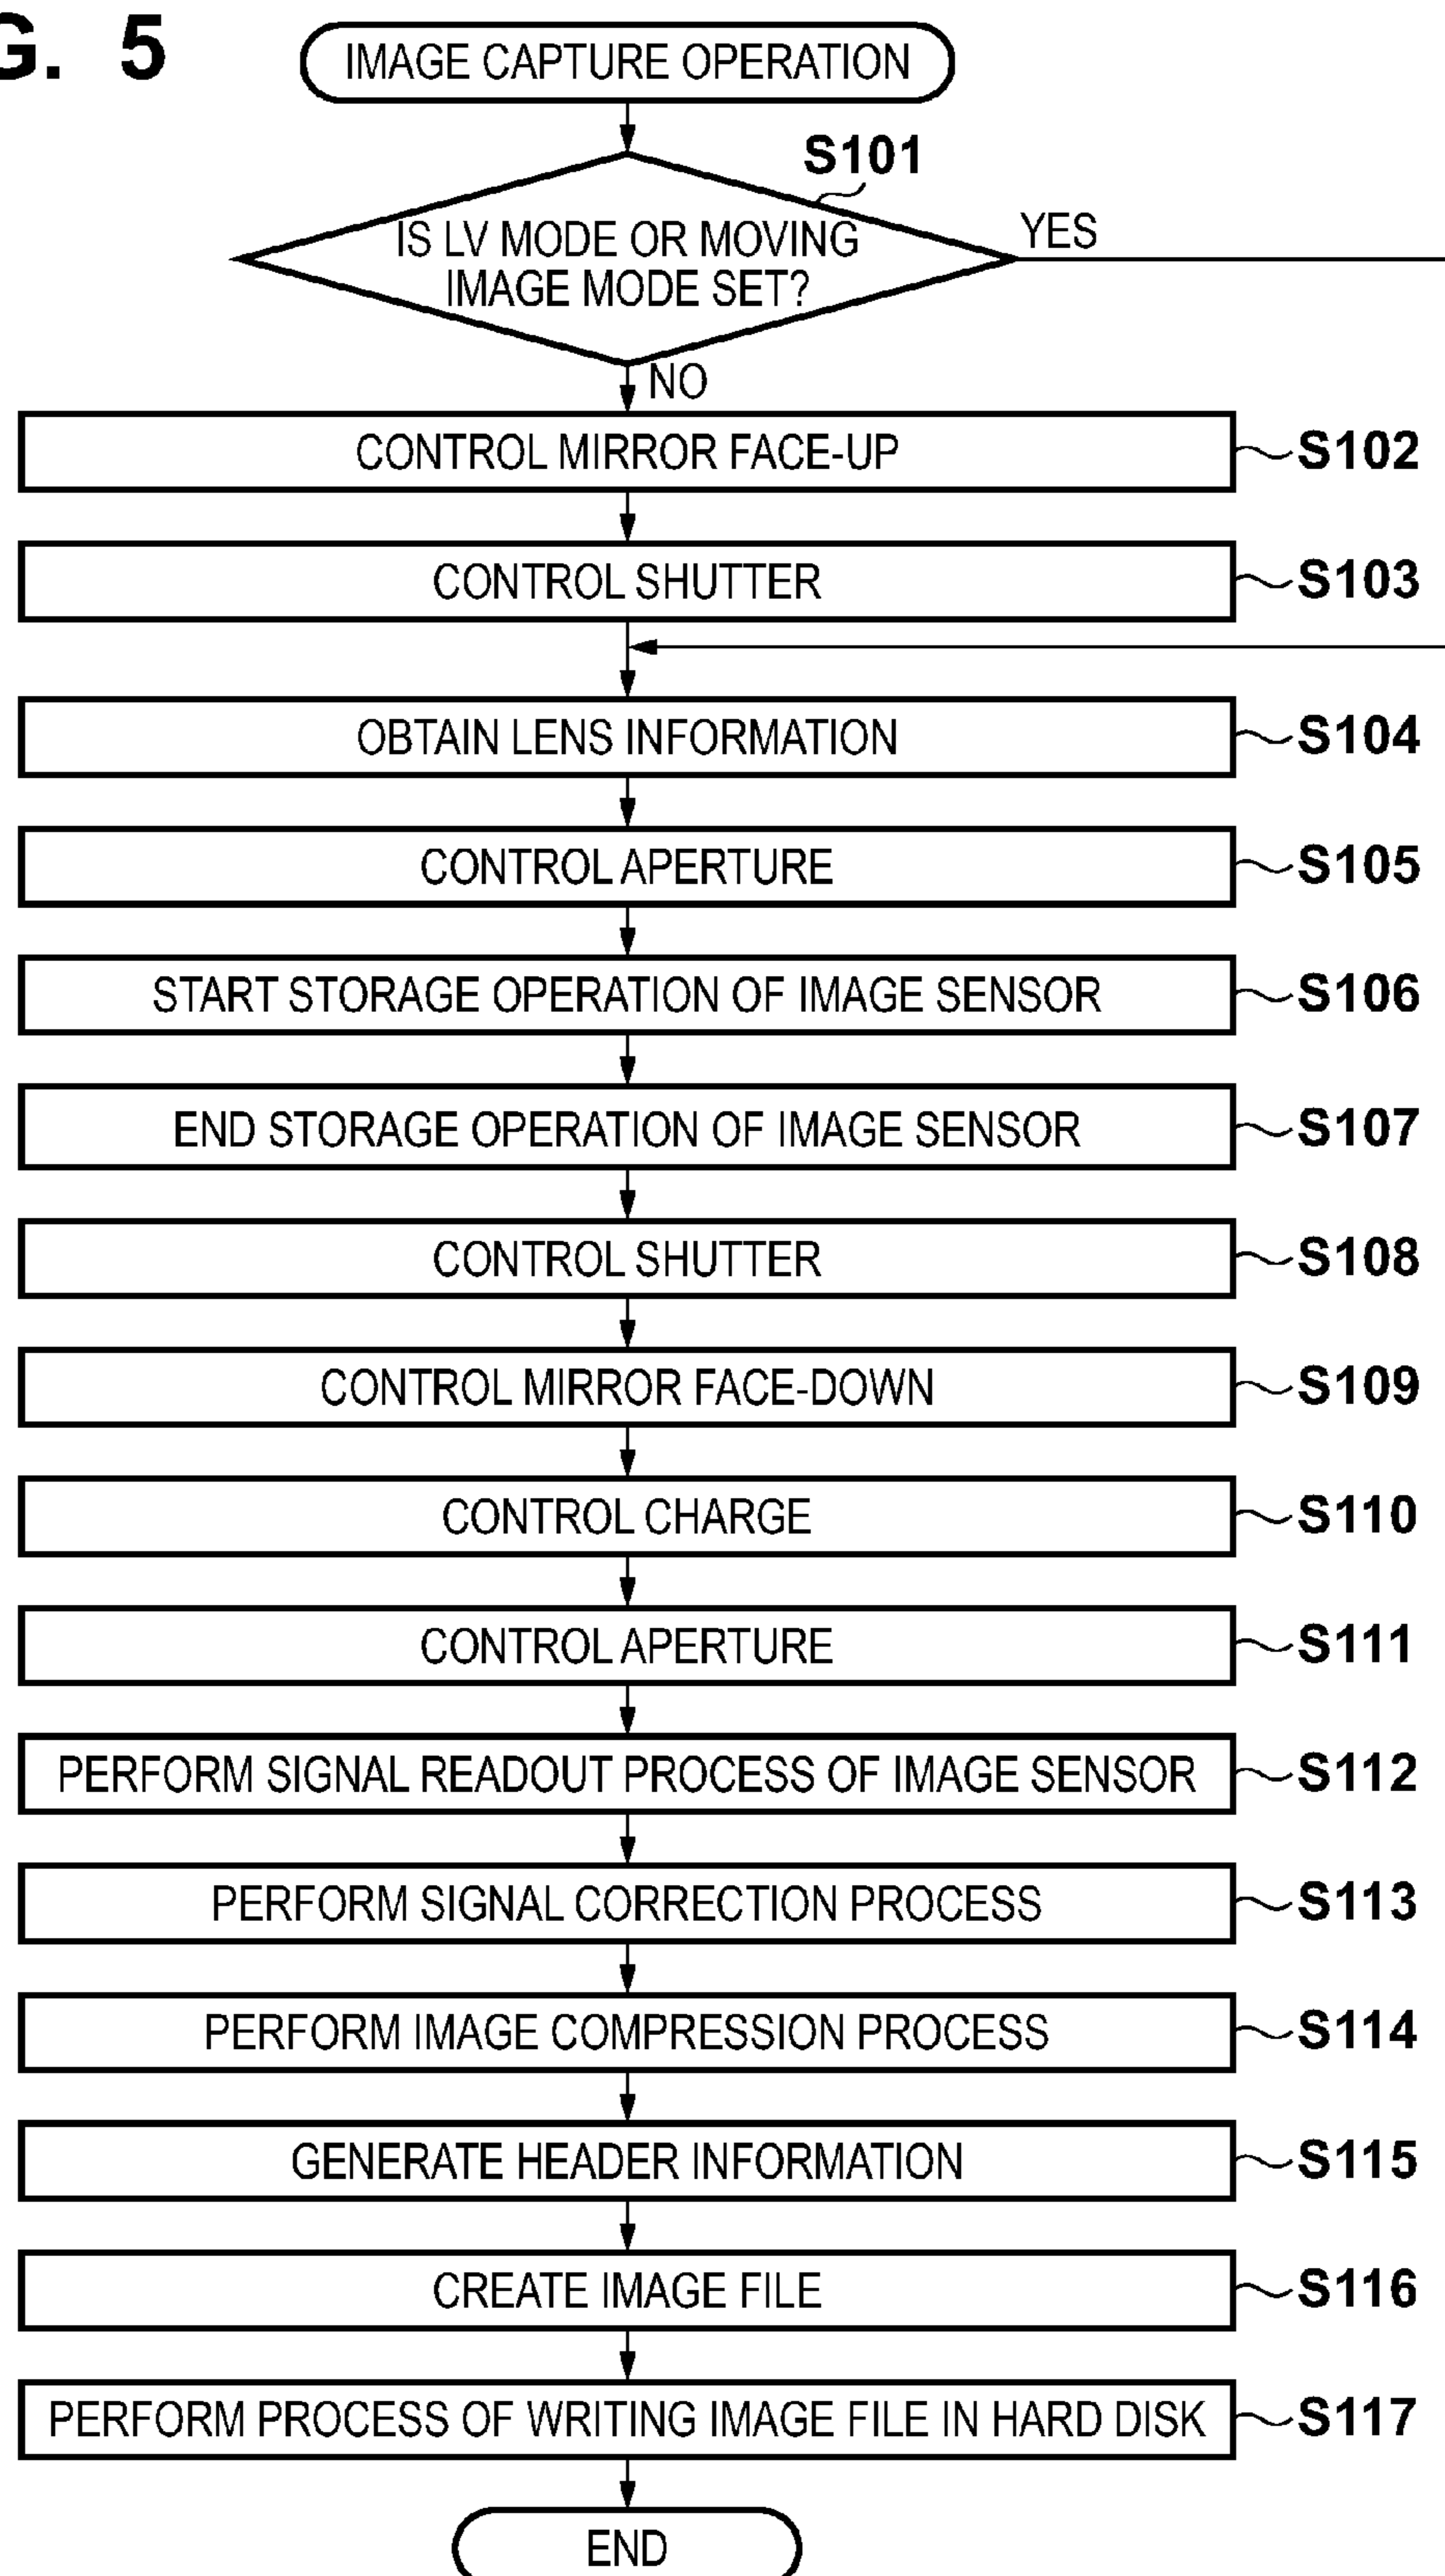 G. 5
IMAGE CAPTURE OPERATION
S101
IS LV MODE OR MOVING
IMAGE MODE SET?
YES
NO
CONTROL MIRROR FACE-UP
S102
CONTROL SHUTTER
S103
OBTAIN LENS INFORMATION
S104
CONTROL APERTURE
S105
START STORAGE OPERATION OF IMAGE SENSOR
S106
END STORAGE OPERATION OF IMAGE SENSOR
S107
CONTROL SHUTTER
S108
CONTROL MIRROR FACE-DOWN
S109
CONTROL CHARGE
S110
CONTROL APERTURE
S111
PERFORM SIGNAL READOUT PROCESS OF IMAGE SENSOR
S112
PERFORM SIGNAL CORRECTION PROCESS
S113
PERFORM IMAGE COMPRESSION PROCESS
S114
GENERATE HEADER INFORMATION
S115
CREATE IMAGE FILE
S116
PERFORM PROCESS OF WRITING IMAGE FILE IN HARD DISK
S117
END